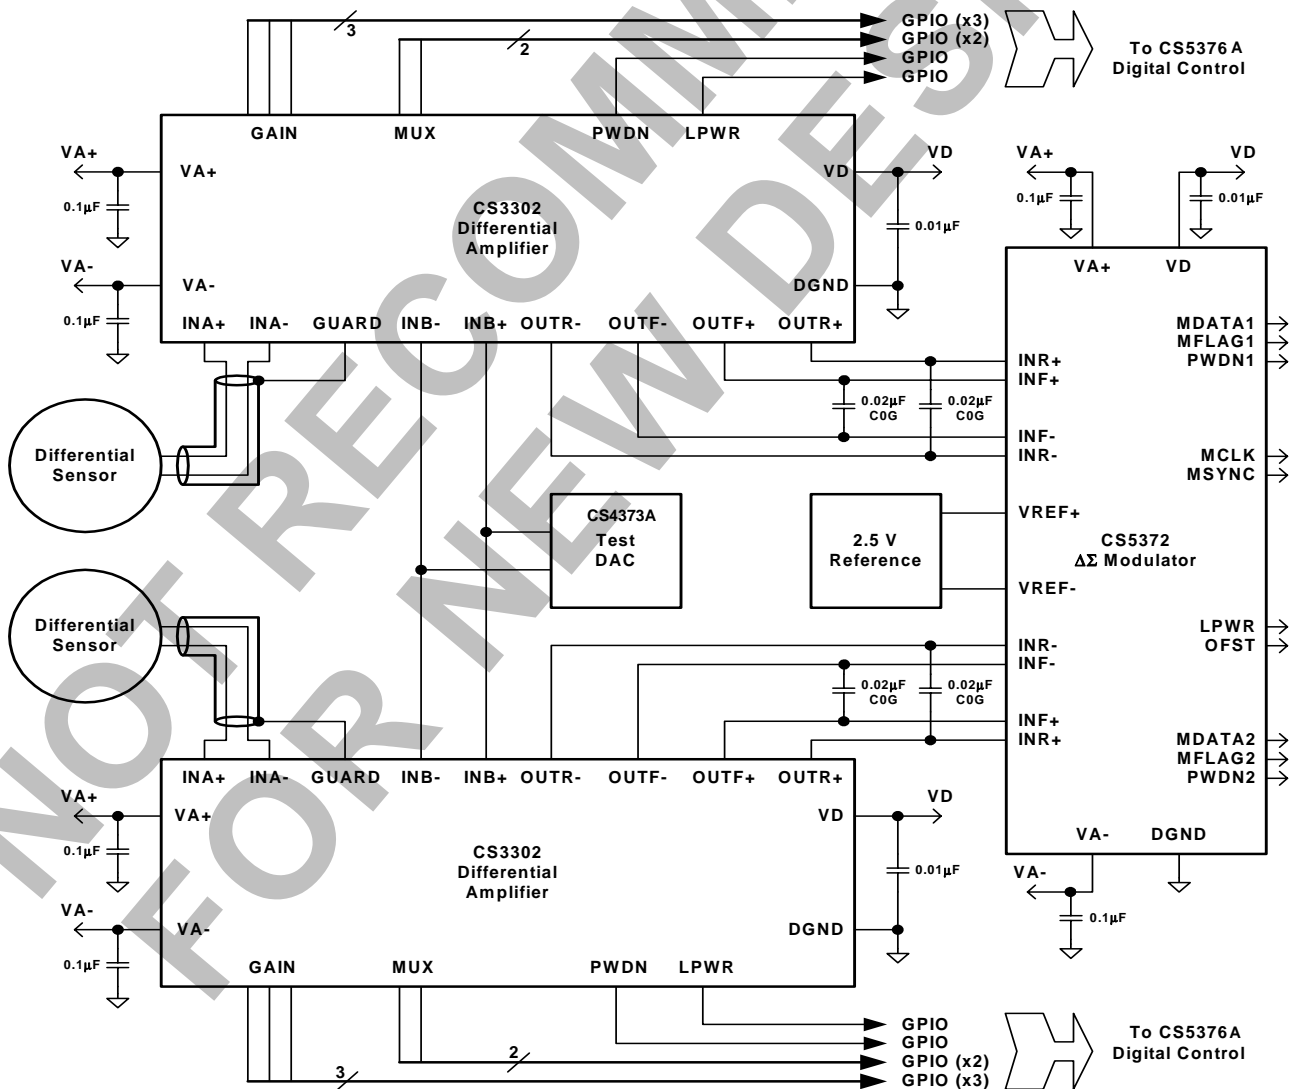 3
GPIO (x3)
2
GPIO (x2)
GPIO
GPIO
To CS5376A
Digital Control
GAIN
MUX
PWDN
LPWR
VA+
VA+
0.1µF
VD
VD
0.01µF
CS3302
Differential
Amplifier
VA-
VA-
0.1µF
DGND
INA+
INA-
GUARD
INB-
INB+
OUTR-
OUTF-
OUTF+
OUTR+
VA+
0.1µF
VD
0.01µF
VA+
VD
MDATA1
MFLAG1
PWDN1
INR+
INF+
0.02µF
C0G
0.02µF
C0G
INF-
INR-
MCLK
MSYNC
Differential
Sensor
CS4373A
Test
DAC
2.5 V
Reference
VREF+
VREF-
CS5372
ΔΣ Modulator
Differential
Sensor
LPWR
OFST
INR-
INF-
0.02µF
C0G
0.02µF
C0G
INF+
INR+
MDATA2
MFLAG2
PWDN2
INA+
INA-
GUARD
INB-
INB+
OUTR-
OUTF-
OUTF+
OUTR+
VA+
VA+
0.1µF
VD
VD
0.01µF
CS3302
Differential
Amplifier
VA-
VA-
0.1µF
DGND
VA-
DGND
VA-
0.1µF
GAIN
MUX
PWDN
LPWR
GPIO
GPIO
2
GPIO (x2)
3
GPIO (x3)
To CS5376A
Digital Control
NOT
FOR NEW